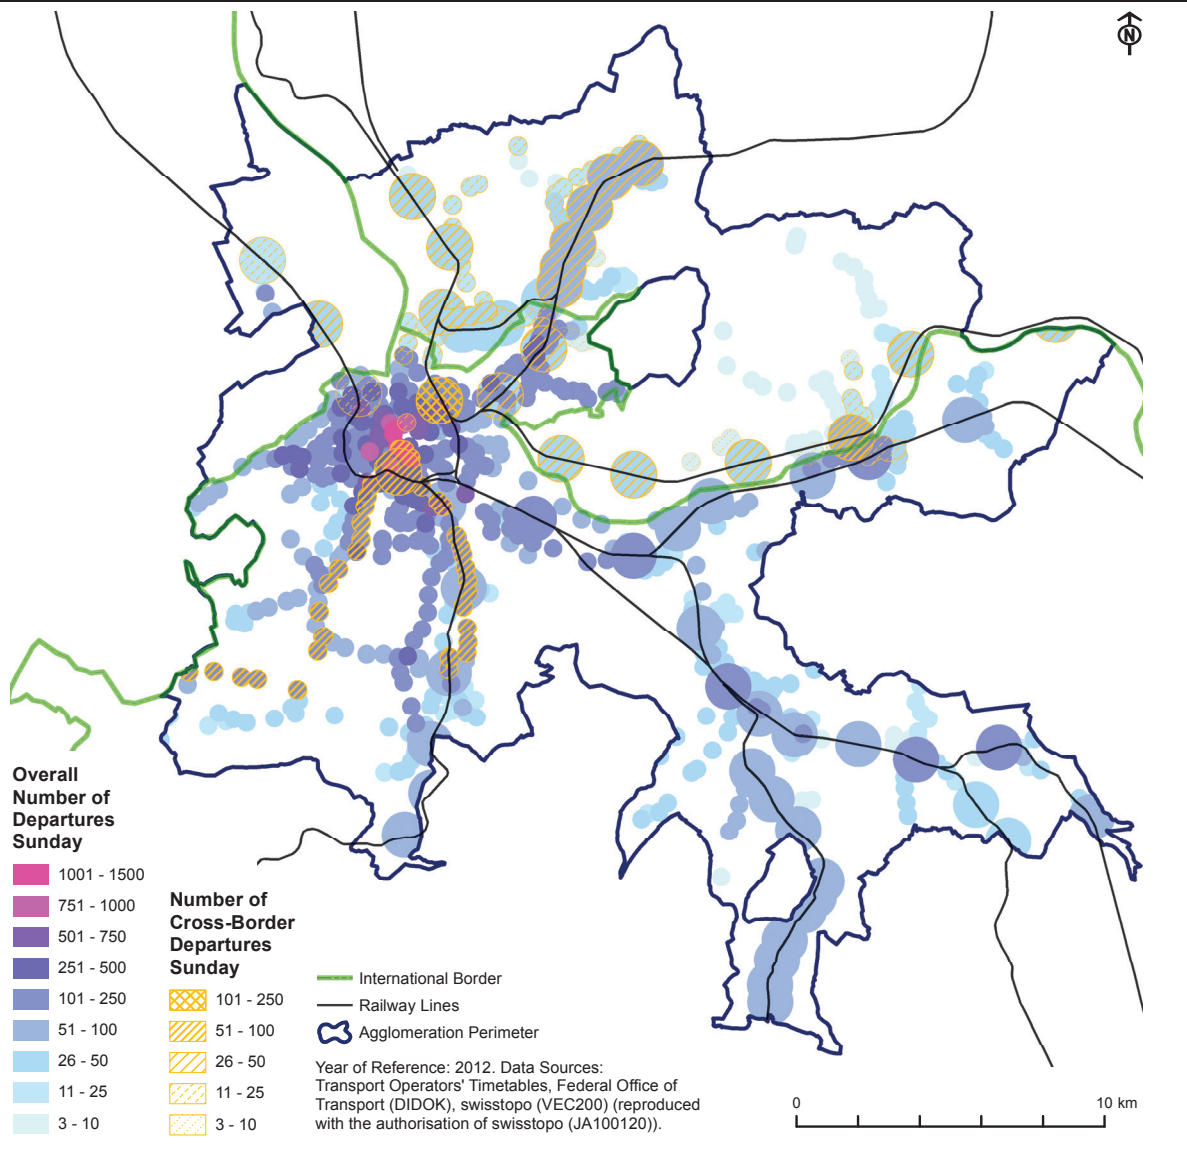 N
Overall
Number of
Departures
Sunday
1001 - 1500
751 - 1000
501 - 750
251 - 500
101 - 250
51 - 100
26 - 50
11 - 25
3 - 10
Number of
Cross-Border
Departures
Sunday
101 - 250
51 - 100
26 - 50
11 - 25
3 - 10
International Border
Railway Lines
Agglomeration Perimeter
Year of Reference: 2012. Data Sources:
Transport Operators' Timetables, Federal Office of
Transport (DIDOK), swisstopo (VEC200) (reproduced
with the authorisation of swisstopo (JA100120)).
0 10 km